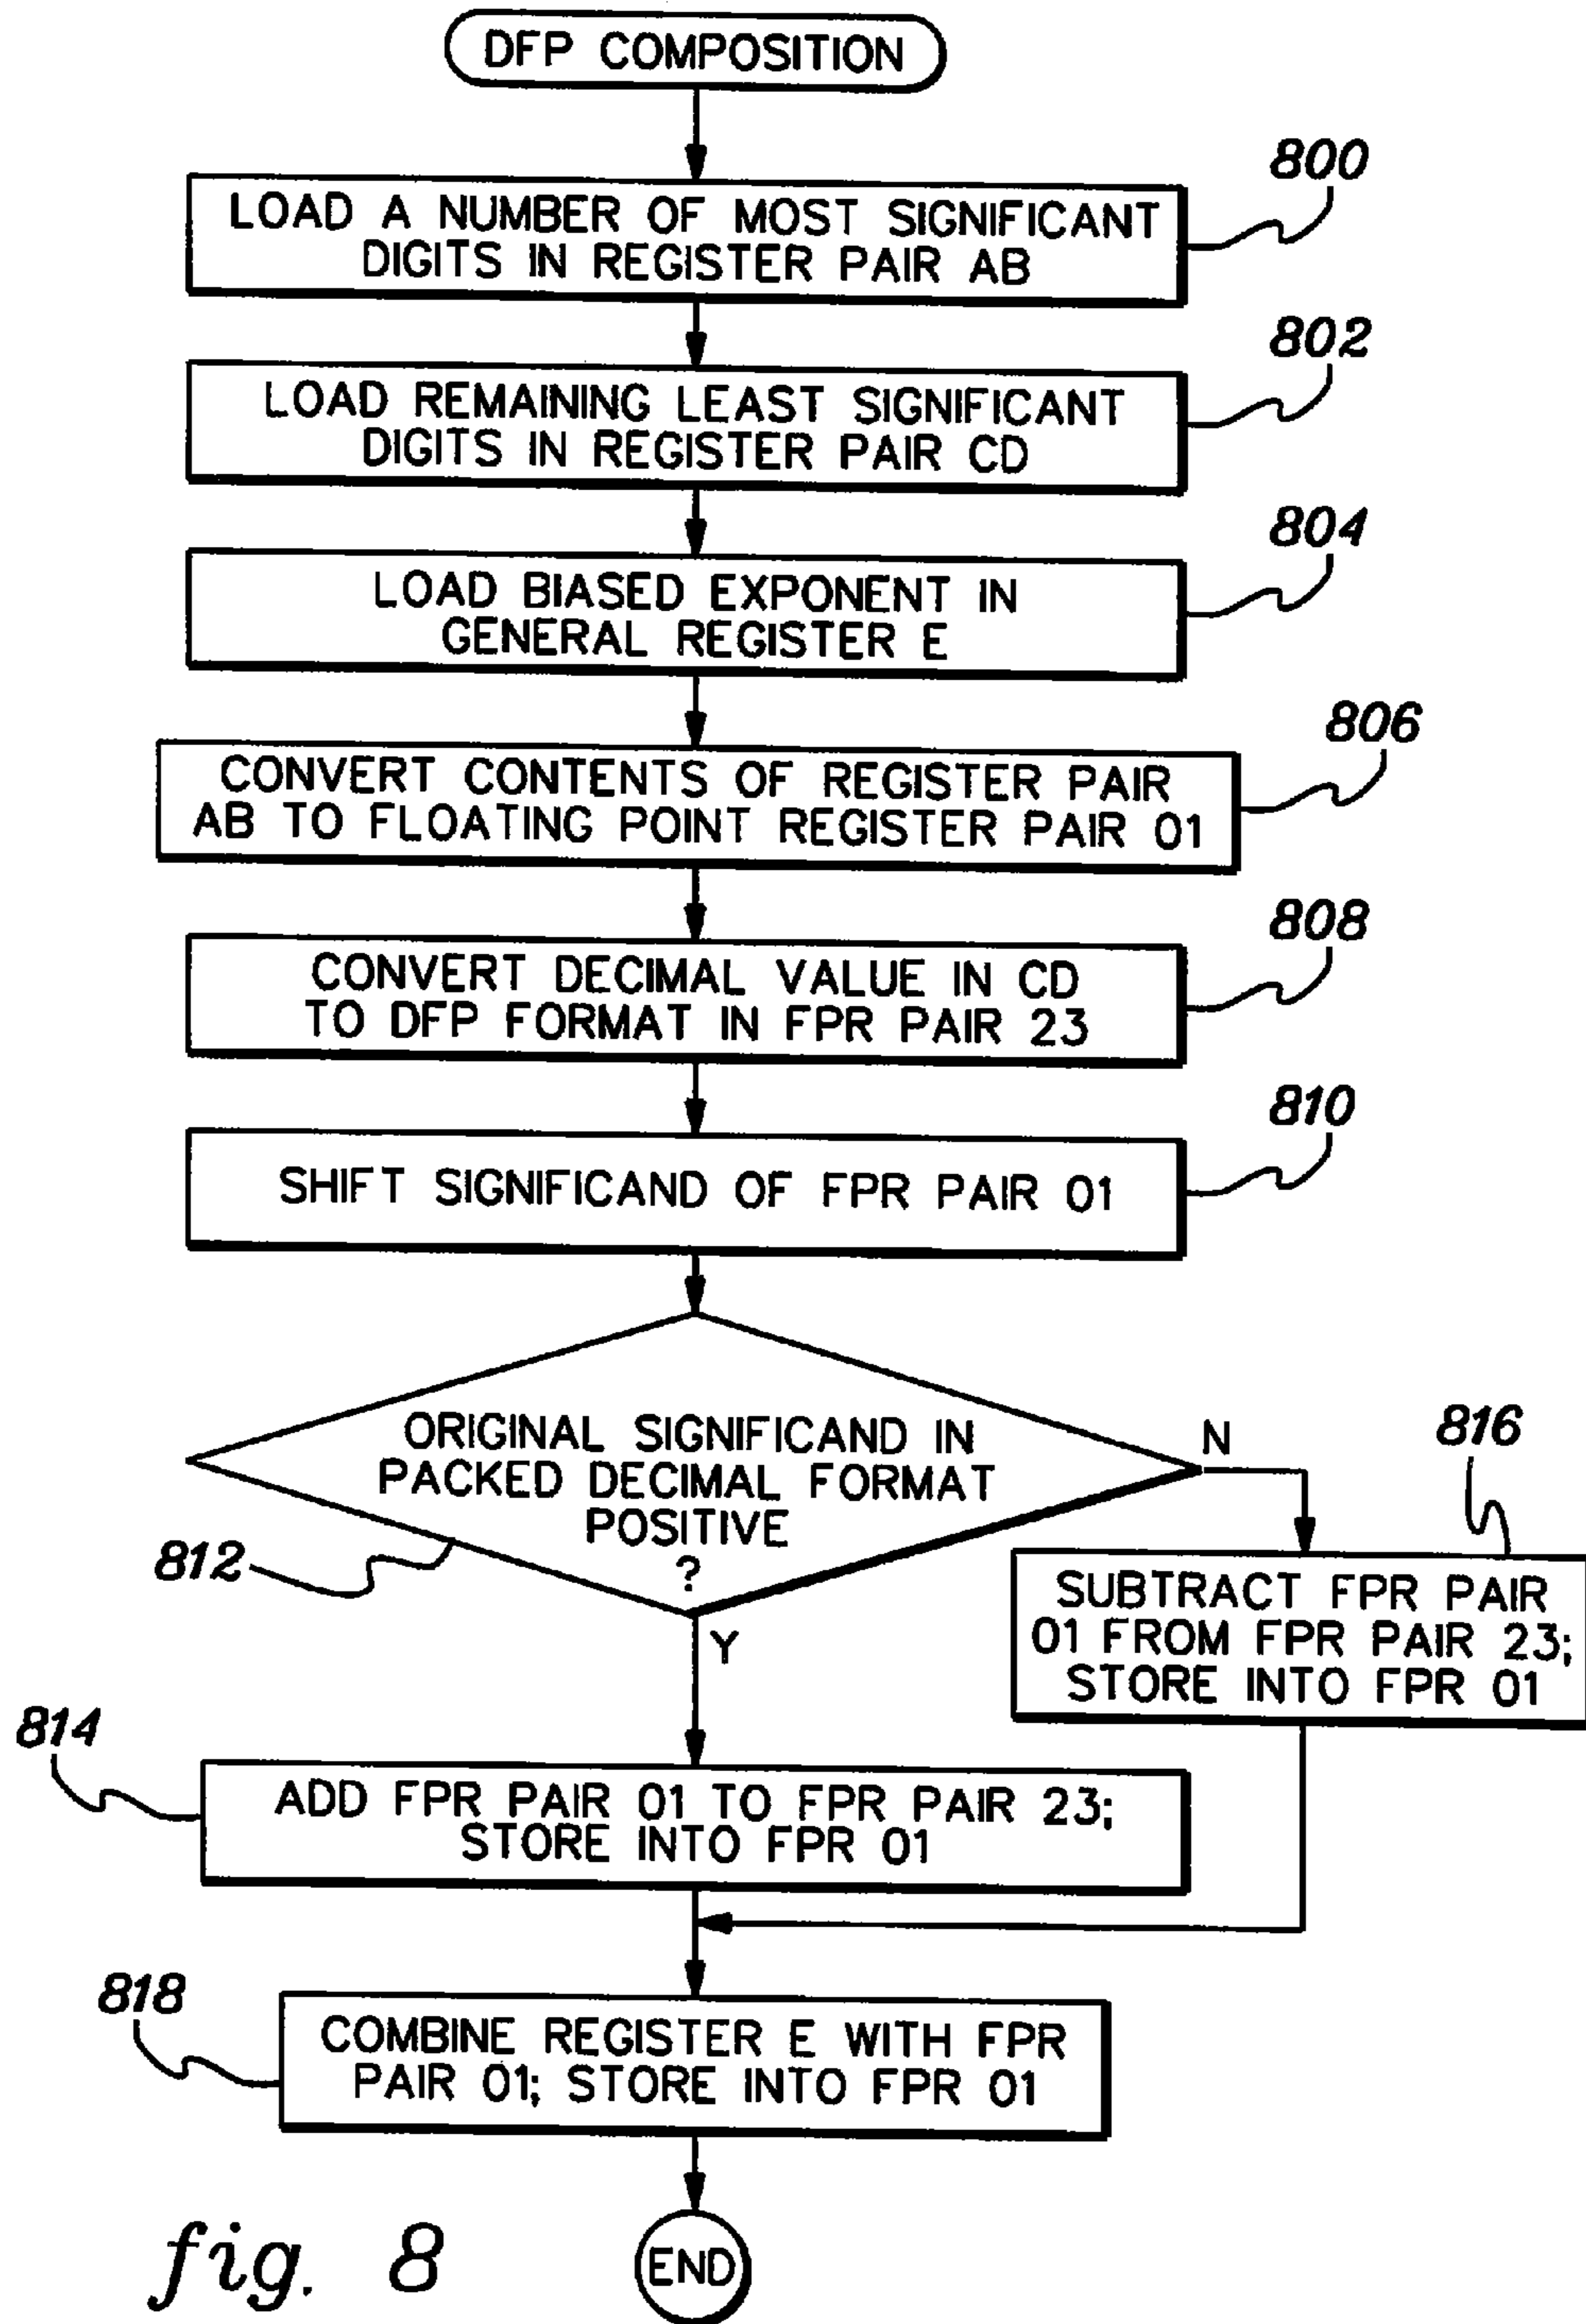 DFP COMPOSITION
800
LOAD A NUMBER OF MOST SIGNIFICANT
DIGITS IN REGISTER PAIR AB
802
LOAD REMAINING LEAST SIGNIFICANT
DIGITS IN REGISTER PAIR CD
804
LOAD BIASED EXPONENT IN
GENERAL REGISTER E
806
CONVERT CONTENTS OF REGISTER PAIR
AB TO FLOATING POINT REGISTER PAIR 01
808
CONVERT DECIMAL VALUE IN CD
TO DFP FORMAT IN FPR PAIR 23
810
SHIFT SIGNIFICAND OF FPR PAIR 01
ORIGINAL SIGNIFICAND IN
PACKED DECIMAL FORMAT
POSITIVE
?
812
N
Y
816
SUBTRACT FPR PAIR
01 FROM FPR PAIR 23;
STORE INTO FPR 01
814
ADD FPR PAIR 01 TO FPR PAIR 23;
STORE INTO FPR 01
818
COMBINE REGISTER E WITH FPR
PAIR 01; STORE INTO FPR 01
END
fig. 8